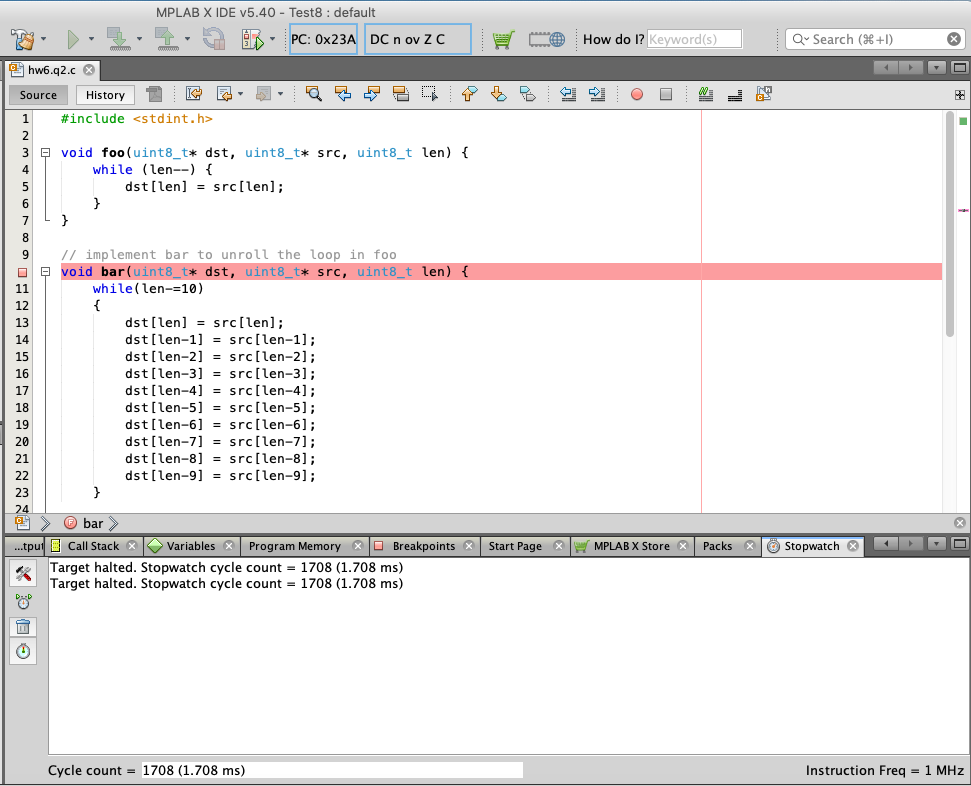 MPLAB X IDE v5.40 - Test8 : default
PC: 0x23A DC n ov Z C How do I? Keyword(s) Search (⌘+I)
hw6.q2.c
Source History
1 #include <stdint.h>
2
3 void foo(uint8_t* dst, uint8_t* src, uint8_t len) {
4 while (len--) {
5 dst[len] = src[len];
6 }
7 }
8
9 // implement bar to unroll the loop in foo
void bar(uint8_t* dst, uint8_t* src, uint8_t len) {
11 while(len-=10)
12 {
13 dst[len] = src[len];
14 dst[len-1] = src[len-1];
15 dst[len-2] = src[len-2];
16 dst[len-3] = src[len-3];
17 dst[len-4] = src[len-4];
18 dst[len-5] = src[len-5];
19 dst[len-6] = src[len-6];
20 dst[len-7] = src[len-7];
21 dst[len-8] = src[len-8];
22 dst[len-9] = src[len-9];
23 }
24
bar
...tput Call Stack Variables Program Memory Breakpoints Start Page MPLAB X Store Packs Stopwatch
Target halted. Stopwatch cycle count = 1708 (1.708 ms)
Target halted. Stopwatch cycle count = 1708 (1.708 ms)
Cycle count = 1708 (1.708 ms) Instruction Freq = 1 MHz